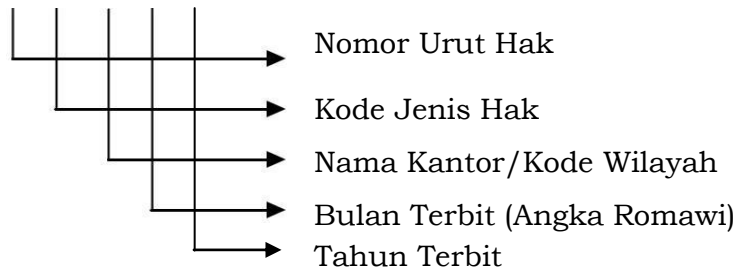 Nomor Urut Hak
Kode Jenis Hak
Nama Kantor/Kode Wilayah
Bulan Terbit (Angka Romawi)
Tahun Terbit